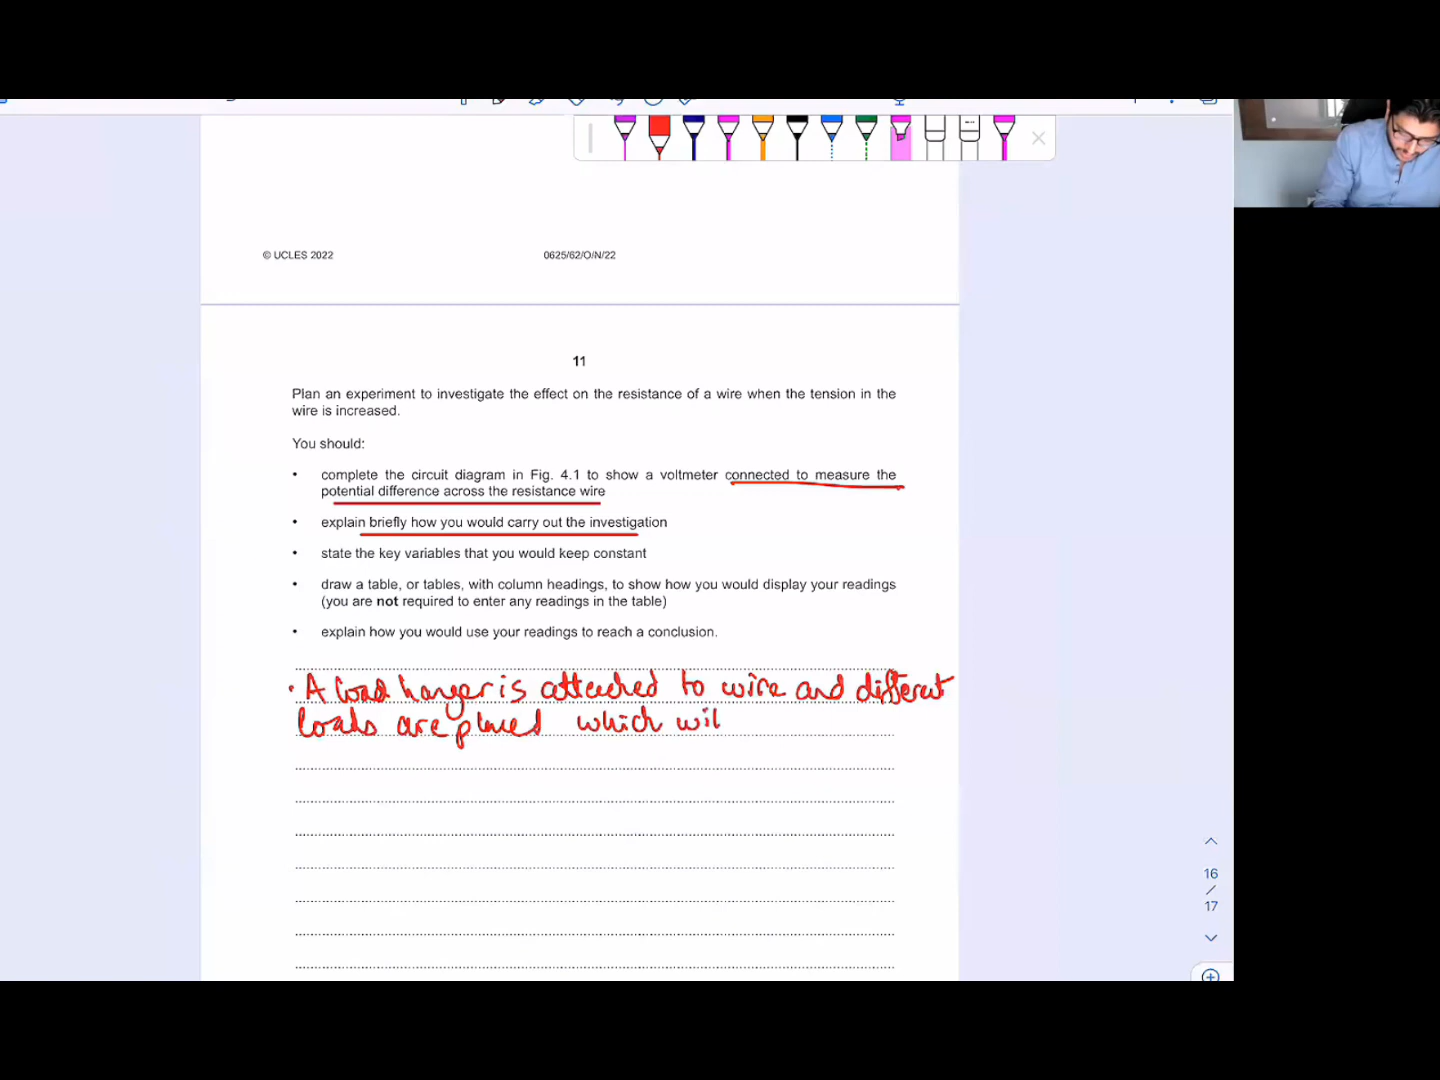 © UCLES 2022
0625/62/O/N/22
11
Plan an experiment to investigate the effect on the resistance of a wire when the tension in the
wire is increased.
You should:
• complete the circuit diagram in Fig. 4.1 to show a voltmeter connected to measure the
potential difference across the resistance wire
• explain briefly how you would carry out the investigation
• state the key variables that you would keep constant
• draw a table, or tables, with column headings, to show how you would display your readings
(you are not required to enter any readings in the table)
• explain how you would use your readings to reach a conclusion.
• A load hanger is attached to wire and different
loads are placed which wil
16
/
17